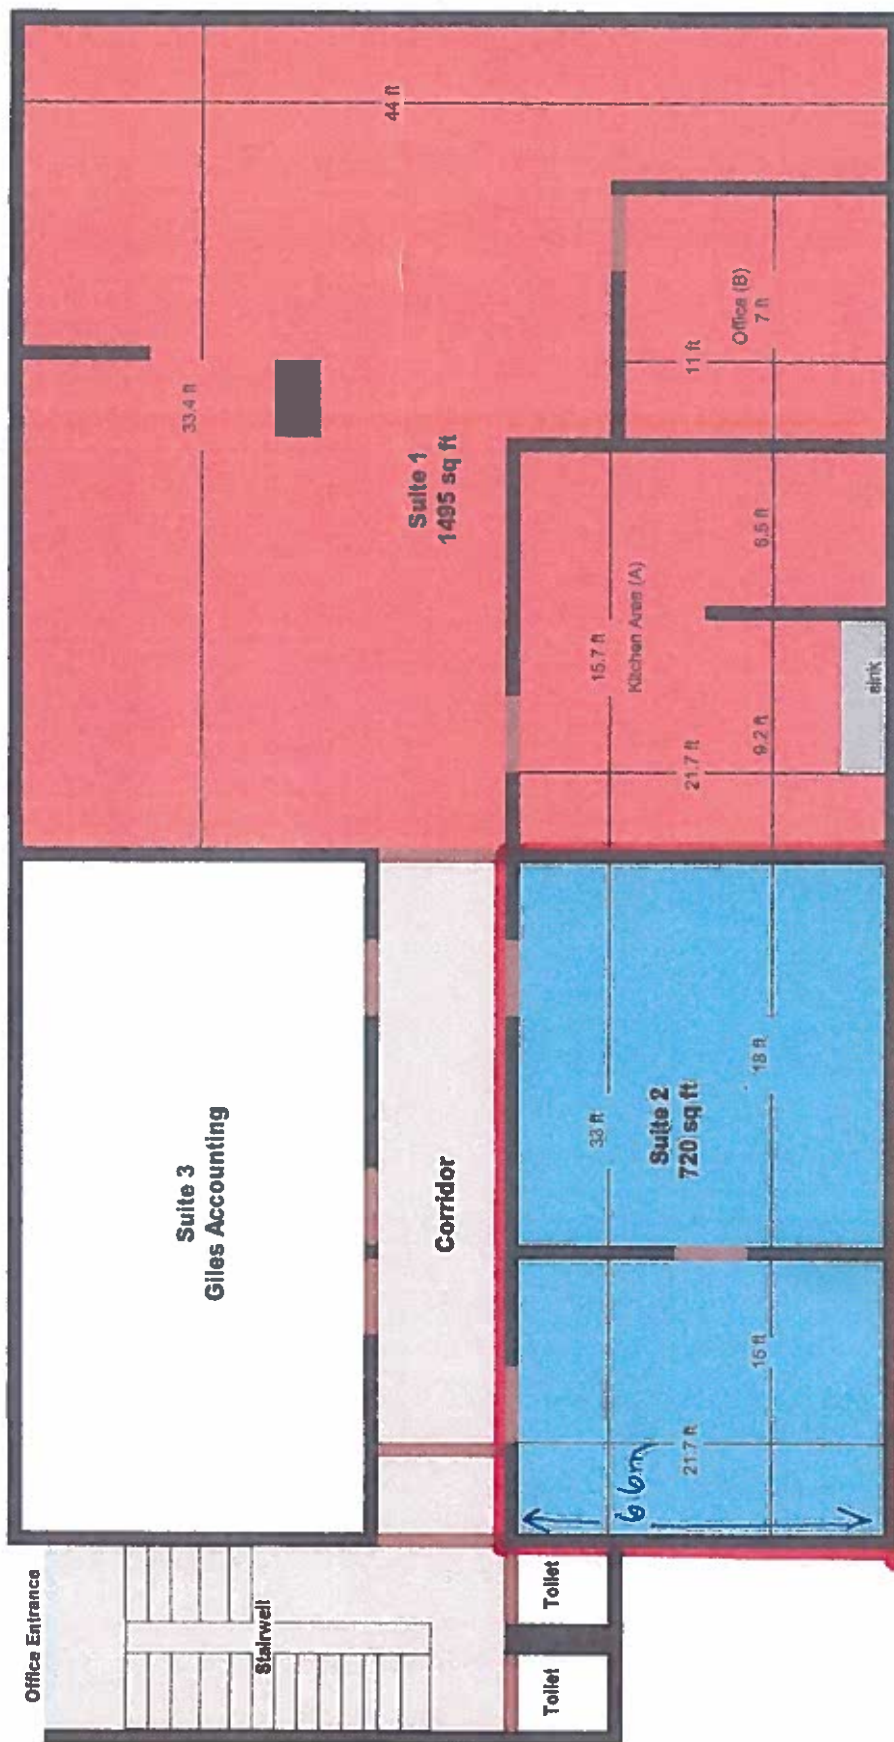 Office Entrance
Stairwell
Toilet
Toilet
Suite 3
Giles Accounting
Corridor
33 ft
Suite 2
720 sq ft
18 ft
15 ft
21.7 ft
6.6m
33.4 ft
44 ft
Suite 1
1495 sq ft
15.7 ft
Kitchen Area (A)
21.7 ft
9.2 ft
6.5 ft
sink
11 ft
Office (B)
7 ft